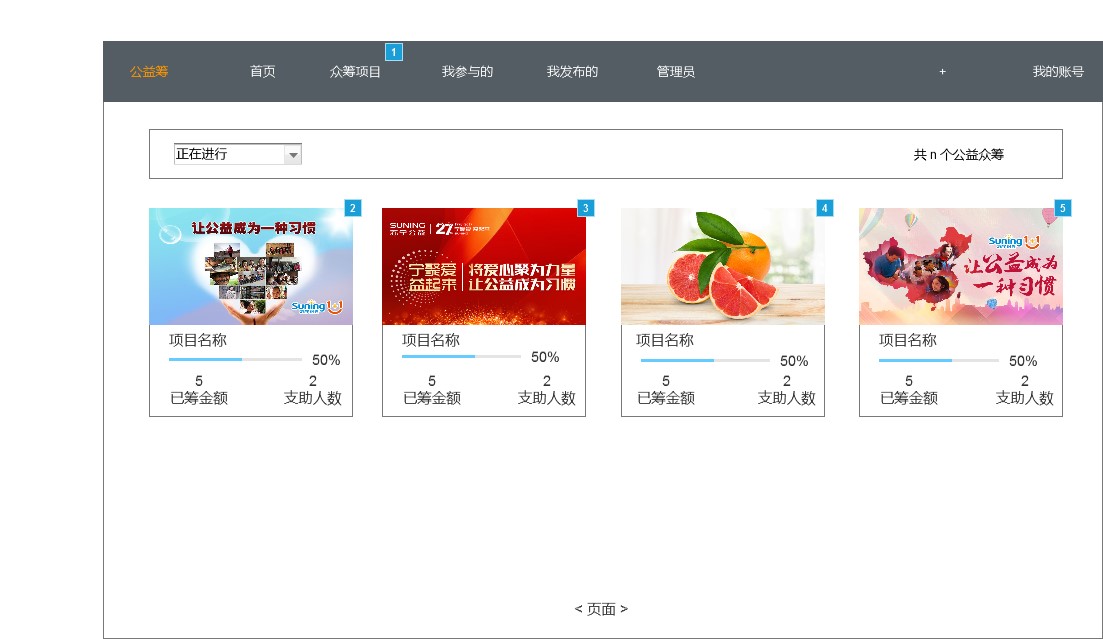 公益筹 首页 众筹项目 1 我参与的 我发布的 管理员 + 我的账号
正在进行 共 n 个公益众筹
2
让公益成为一种习惯
Suning
3
SUNING
苏宁公益
27
宁聚爱 益起来
将爱心聚为力量
让公益成为习惯
4
5
Suning
让公益成为
一种习惯
项目名称 项目名称 项目名称 项目名称
50% 50% 50% 50%
5 2 5 2 5 2 5 2
已筹金额 支助人数 已筹金额 支助人数 已筹金额 支助人数 已筹金额 支助人数
< 页面 >